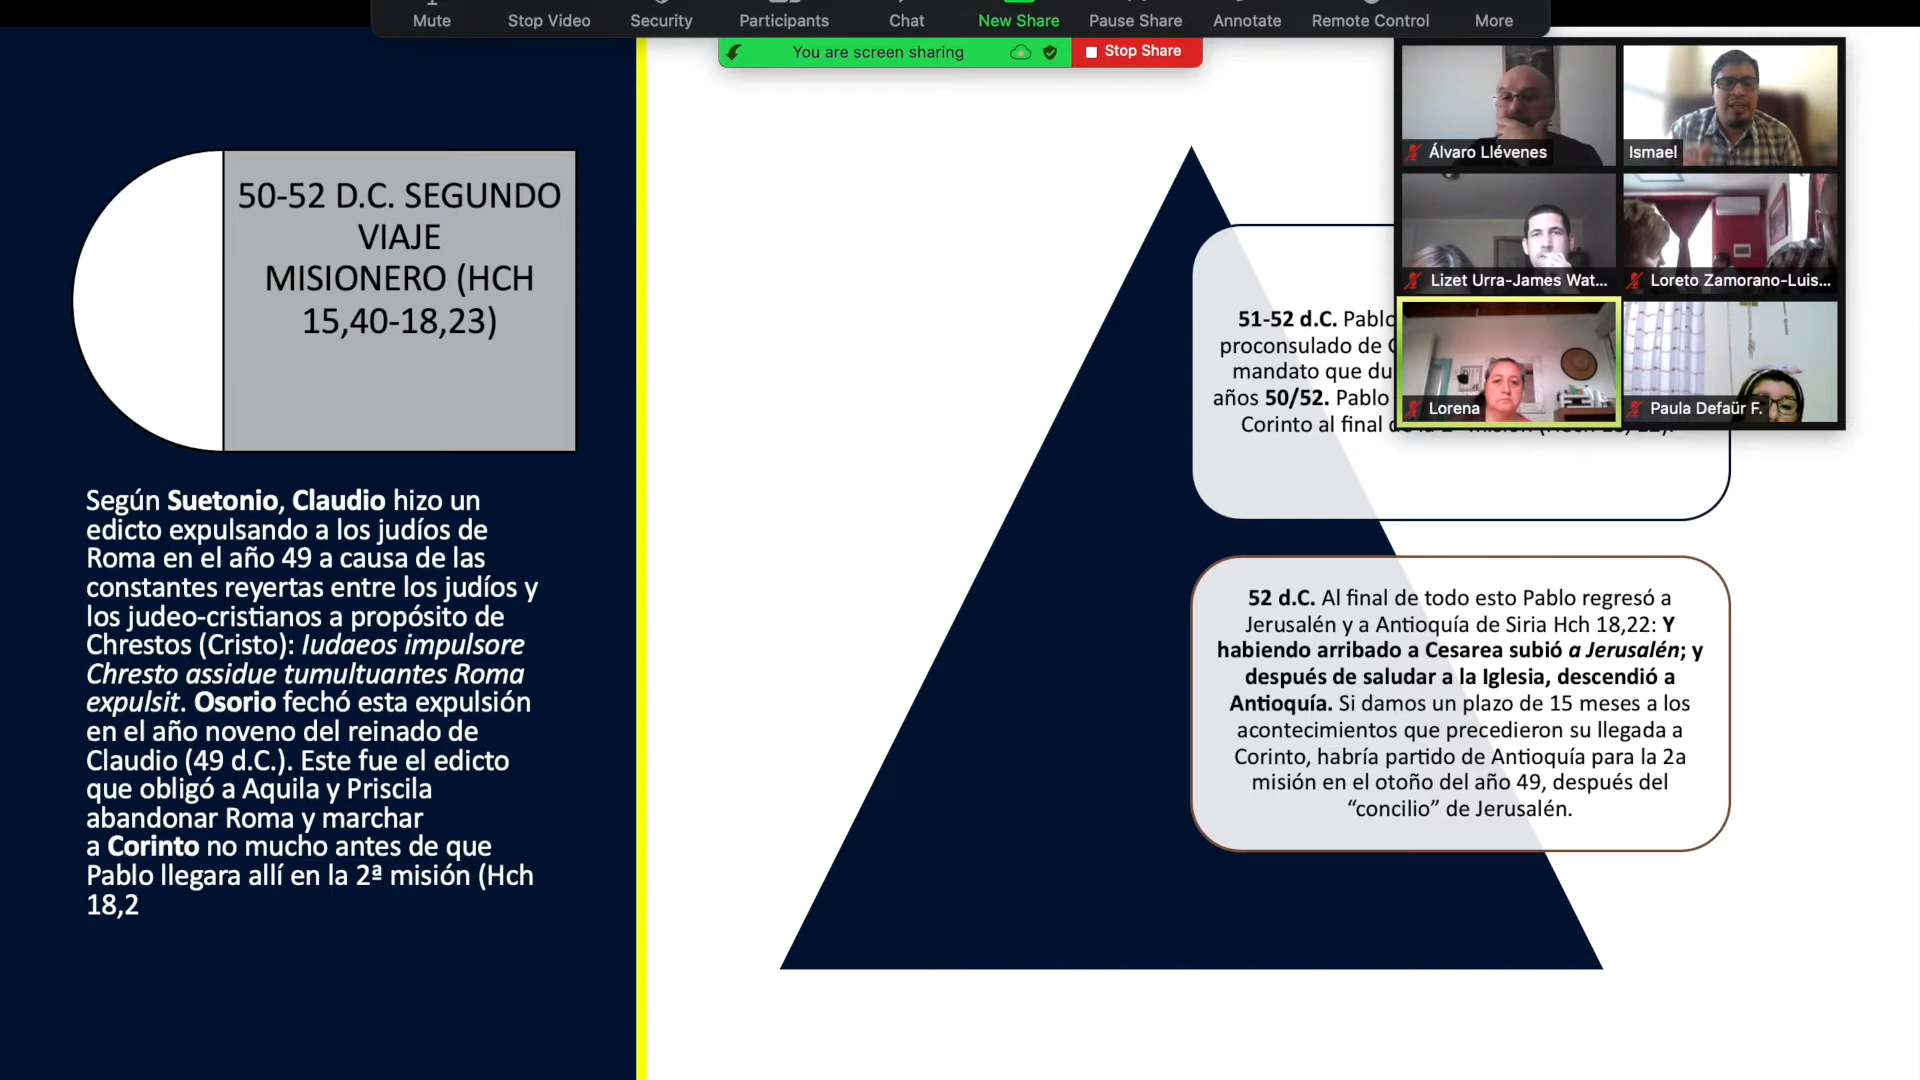 Mute Stop Video Security Participants Chat New Share Pause Share Annotate Remote Control More
You are screen sharing Stop Share
50-52 D.C. SEGUNDO
VIAJE
MISIONERO (HCH
15,40-18,23)
Según Suetonio, Claudio hizo un
edicto expulsando a los judíos de
Roma en el año 49 a causa de las
constantes reyertas entre los judíos y
los judeo-cristianos a propósito de
Chrestos (Cristo): Iudaeos impulsore
Chresto assidue tumultuantes Roma
expulsit. Osorio fechó esta expulsión
en el año noveno del reinado de
Claudio (49 d.C.). Este fue el edicto
que obligó a Aquila y Priscila
abandonar Roma y marchar
a Corinto no mucho antes de que
Pablo llegara allí en la 2ª misión (Hch
18,2
51-52 d.C. Pablo
proconsulado de
mandato que du
años 50/52. Pablo
Corinto al final
52 d.C. Al final de todo esto Pablo regresó a
Jerusalén y a Antioquía de Siria Hch 18,22: Y
habiendo arribado a Cesarea subió a Jerusalén; y
después de saludar a la Iglesia, descendió a
Antioquía. Si damos un plazo de 15 meses a los
acontecimientos que precedieron su llegada a
Corinto, habría partido de Antioquía para la 2a
misión en el otoño del año 49, después del
“concilio” de Jerusalén.
Álvaro Llévenes
Ismael
Lizet Urra-James Wat...
Loreto Zamorano-Luis...
Lorena
Paula Defaür F.